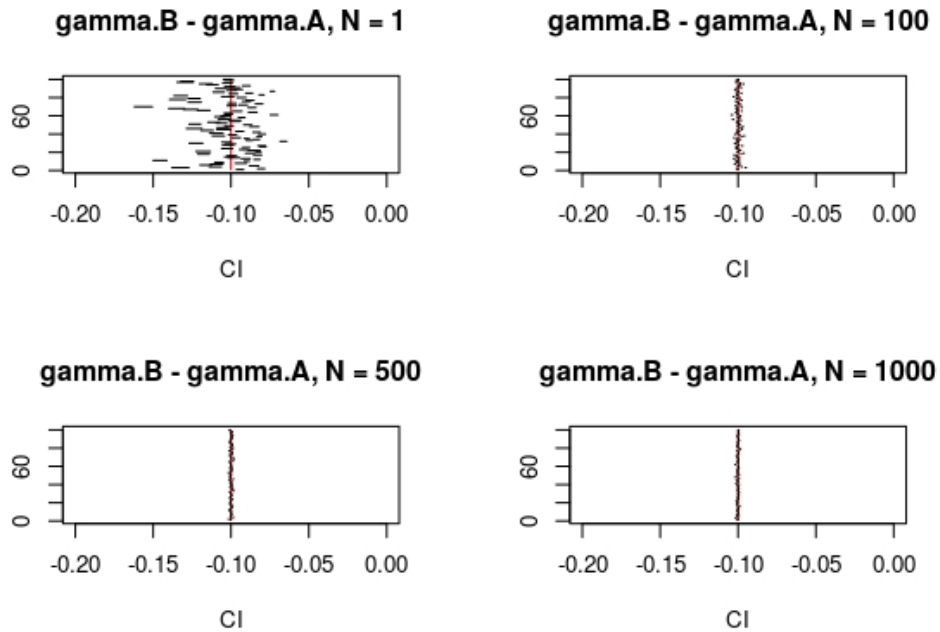 gamma.B - gamma.A, N = 1
60
0
-0.20 -0.15 -0.10 -0.05 0.00
CI
gamma.B - gamma.A, N = 100
60
0
-0.20 -0.15 -0.10 -0.05 0.00
CI
gamma.B - gamma.A, N = 500
60
0
-0.20 -0.15 -0.10 -0.05 0.00
CI
gamma.B - gamma.A, N = 1000
60
0
-0.20 -0.15 -0.10 -0.05 0.00
CI